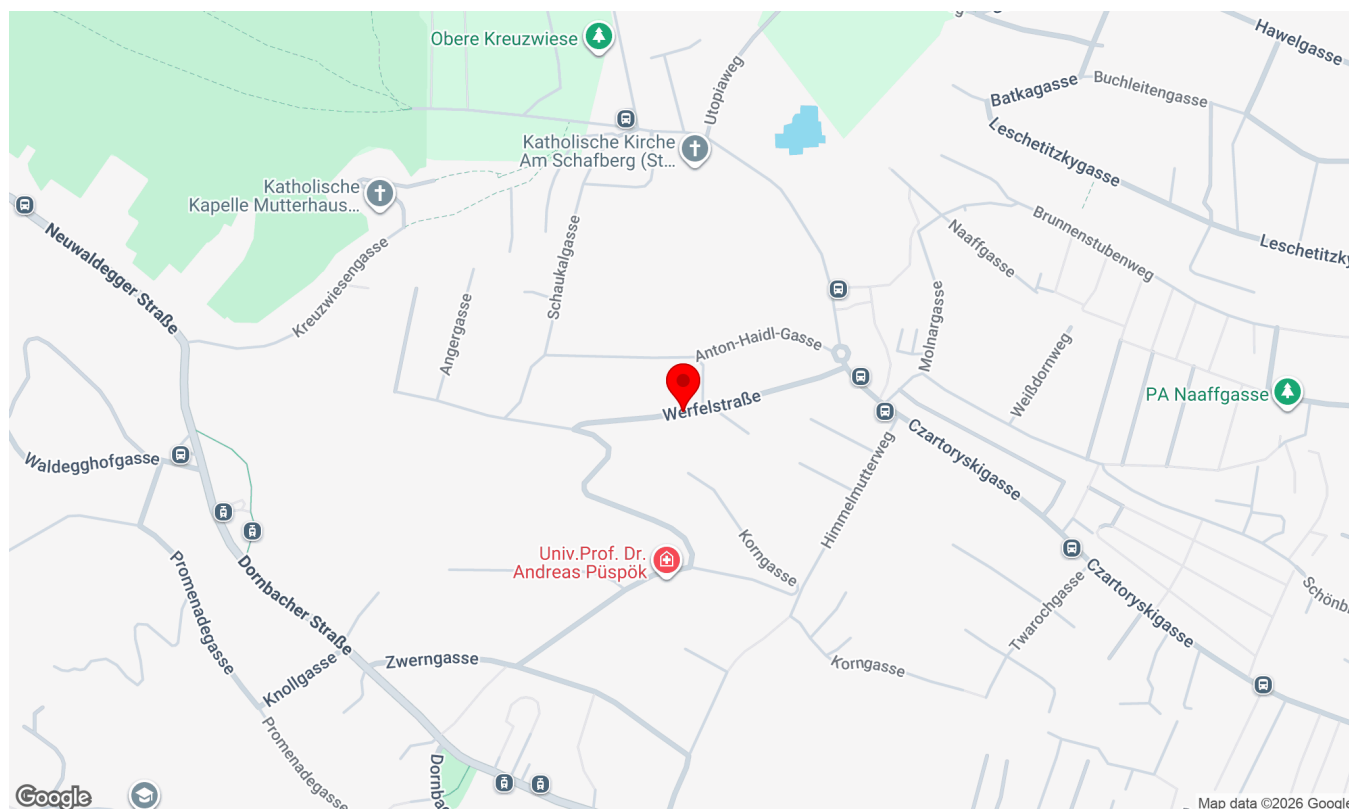 Obere Kreuzwiese
Utopiaweg
Hawelgasse
Batkagasse
Buchleitengasse
Leschetitzkygasse
Katholische Kirche
Am Schafberg (St...
Katholische
Kapelle Mutterhaus...
Neuwaldegger Straße
Kreuzwiesengasse
Schaukalgasse
Angergasse
Naaffgasse
Brunnenstubenweg
Leschetitzky
Molnargasse
Anton-Haidl-Gasse
Weißdornweg
PA Naaffgasse
Werfelstraße
Czartoryskigasse
Waldegghofgasse
Himmelmutterweg
Korngasse
Univ.Prof. Dr.
Andreas Püspök
Promenadegasse
Dornbacher Straße
Czartoryskigasse
Schönb
Twarochgasse
Zwerngasse
Knollgasse
Korngasse
Promenadegasse
Dornba
Google
Map data ©2026 Google